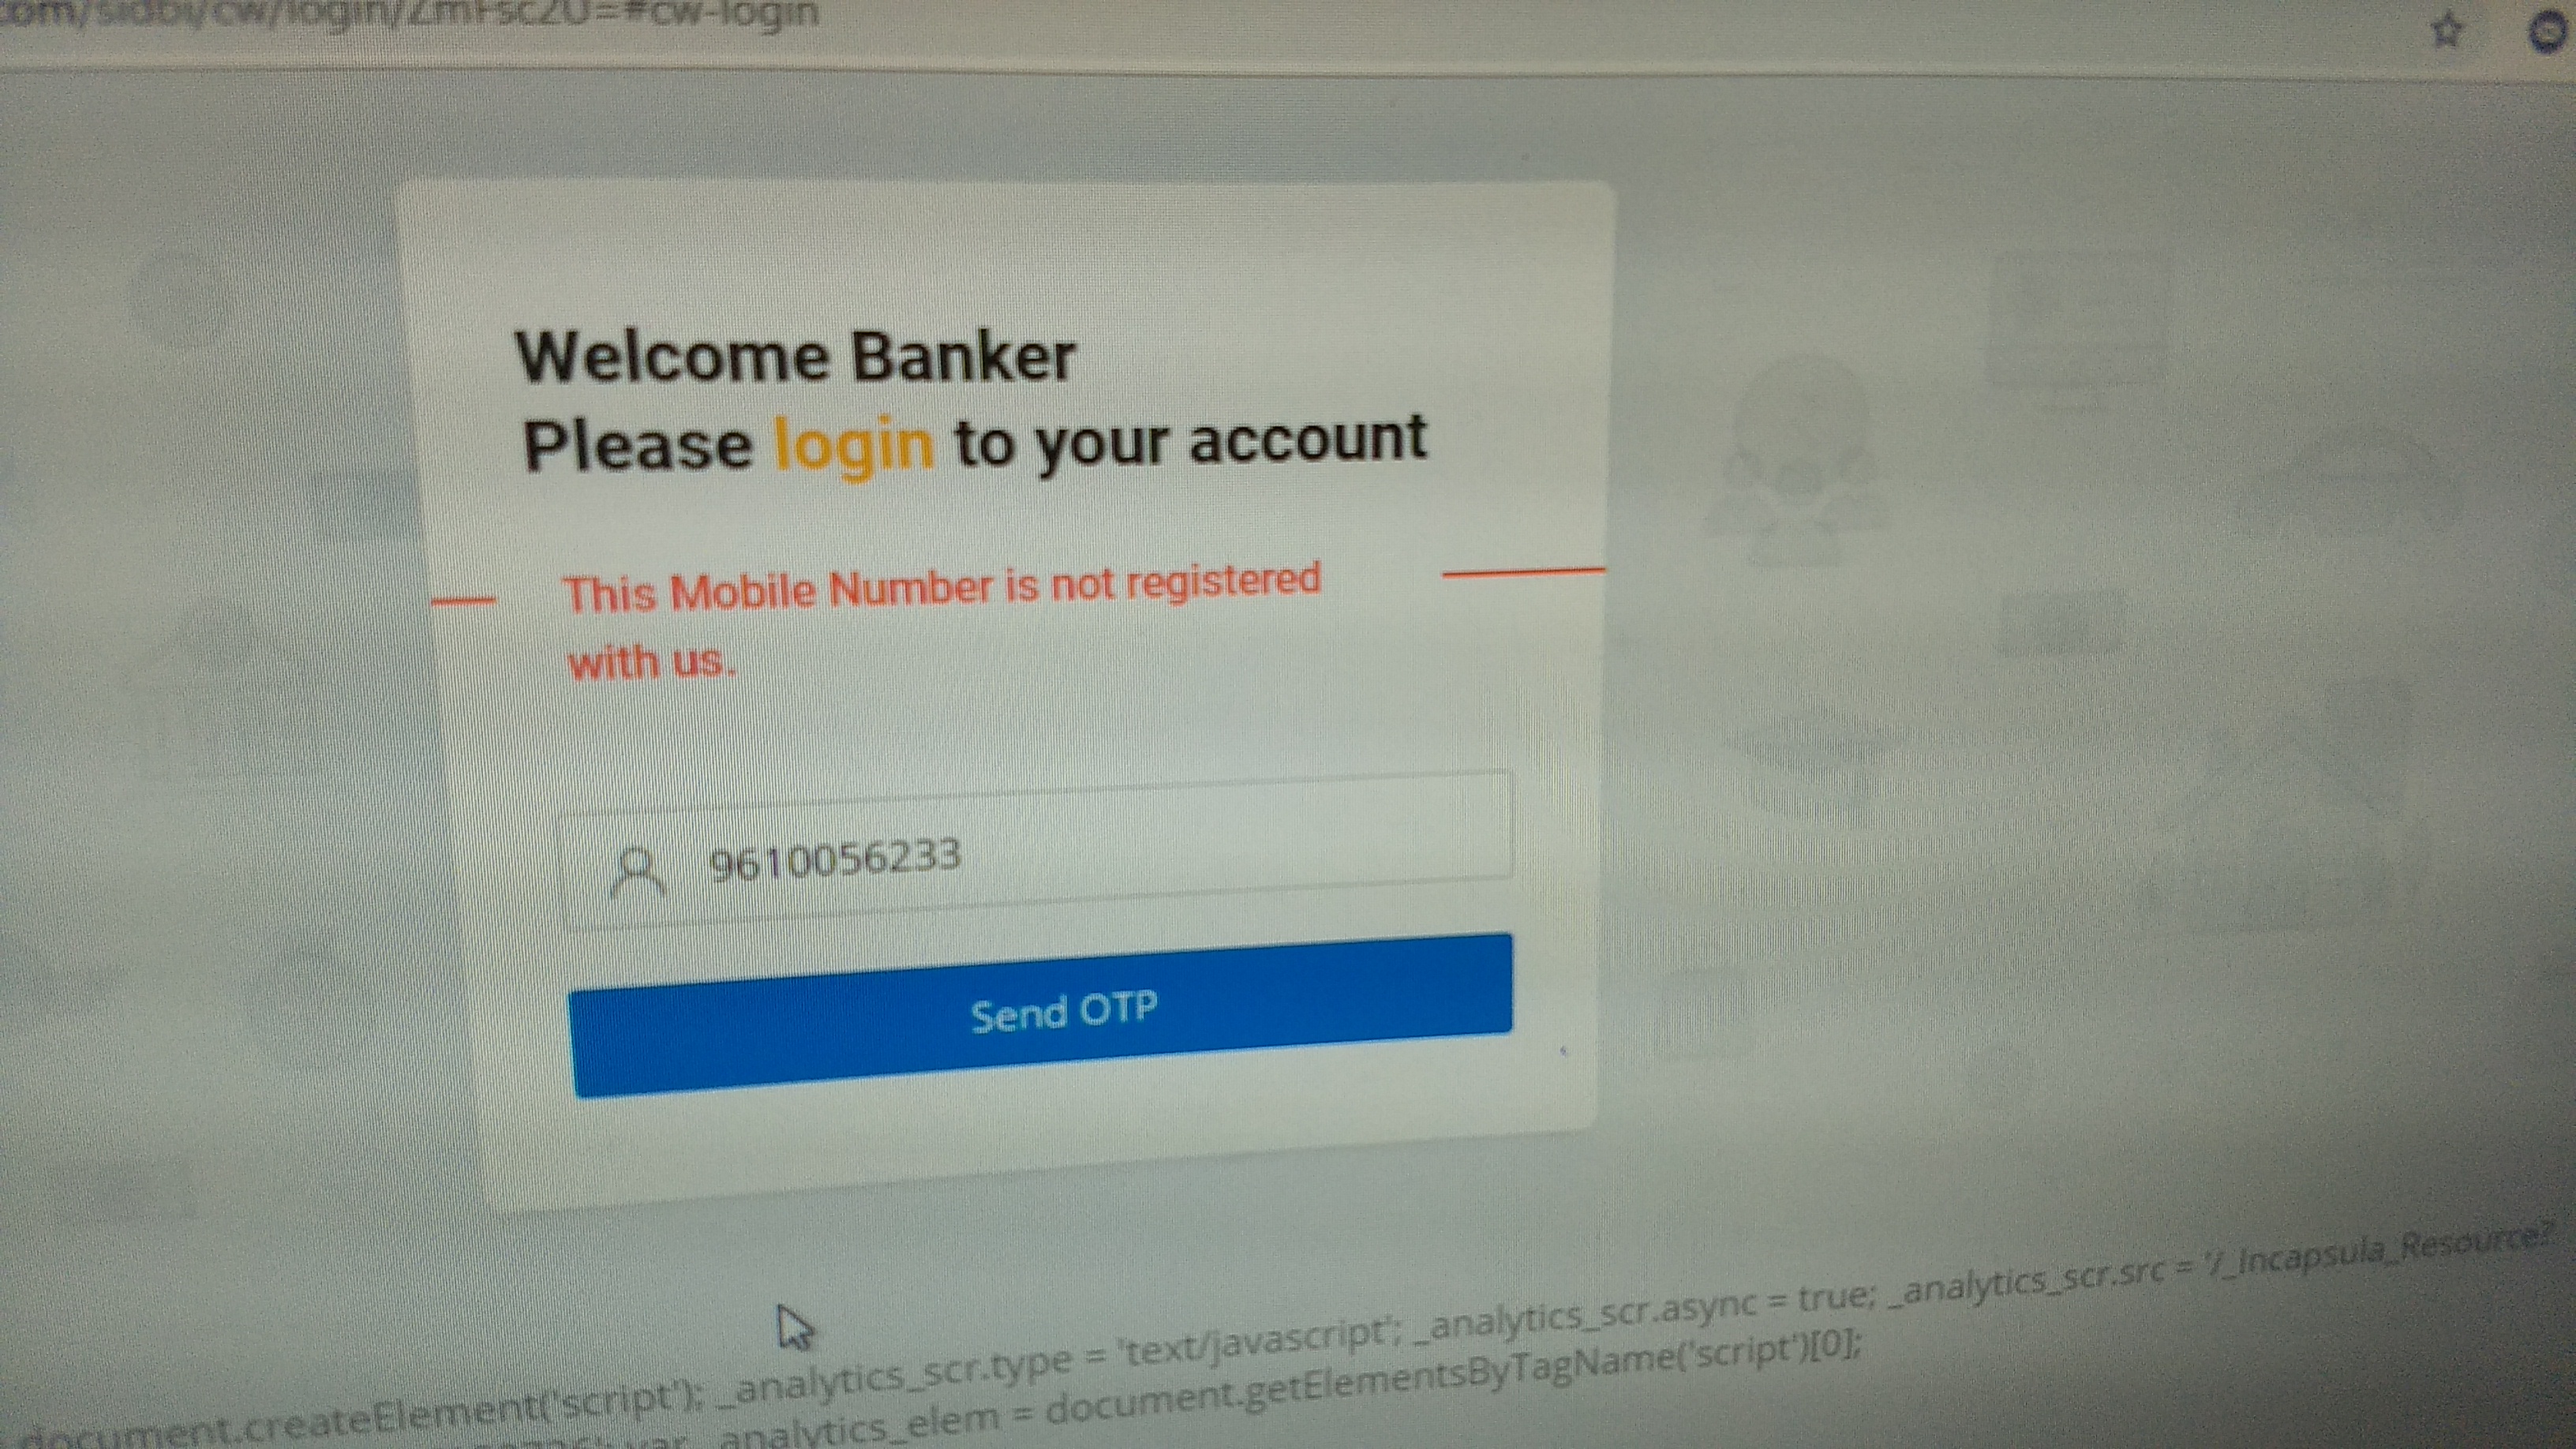 com/sidbi/cw/login/ZmFsc2U=#cw-login
Welcome Banker
Please login to your account
This Mobile Number is not registered
with us.
9610056233
Send OTP
document.createElement('script'); _analytics_scr.type = 'text/javascript'; _analytics_scr.async = true; _analytics_scr.src = '/_Incapsula_Resource?
var _analytics_elem = document.getElementsByTagName('script')[0];